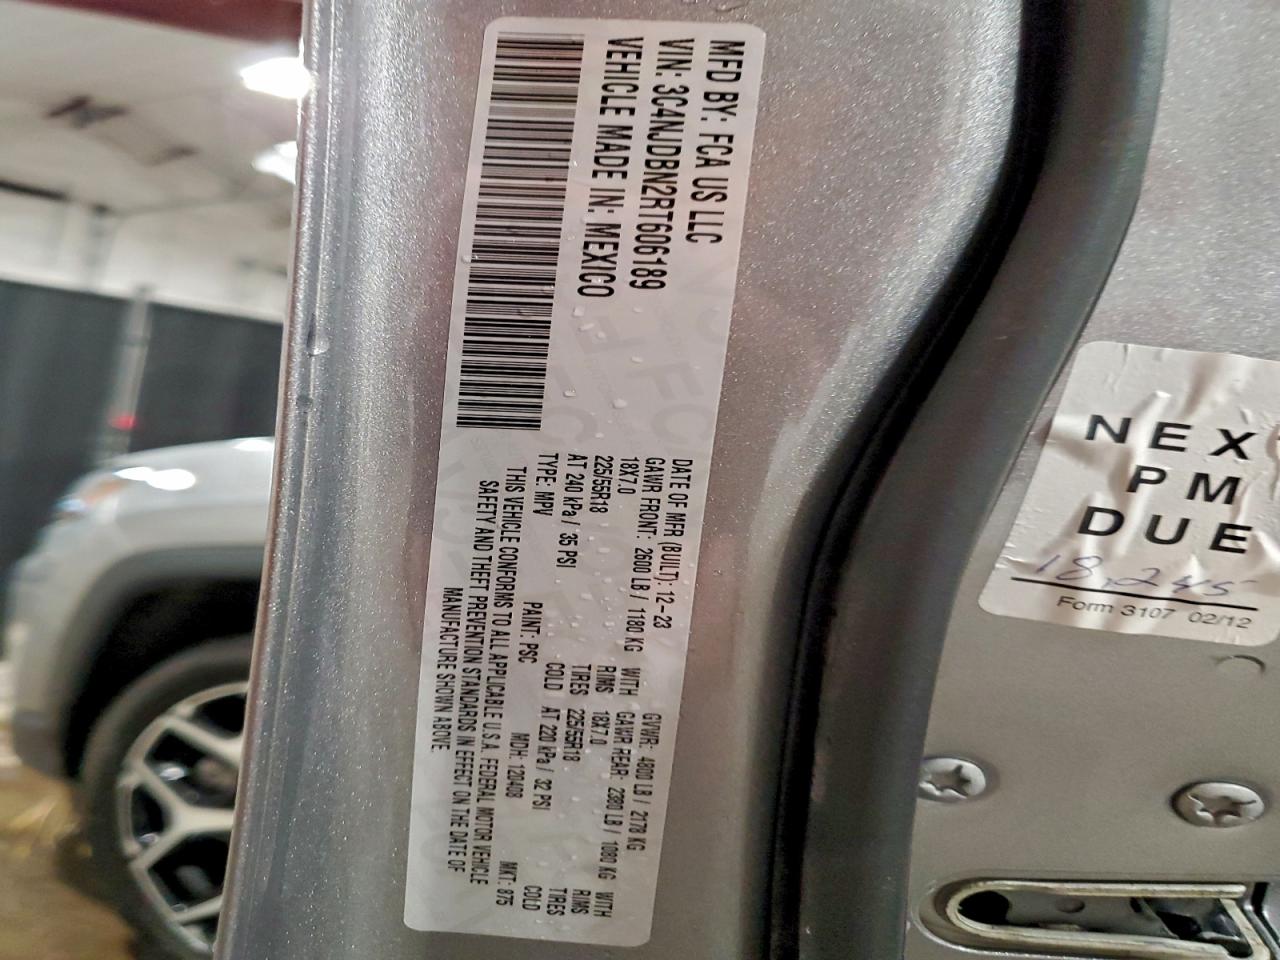 MFD BY: FCA US LLC
VIN: 3C4NJDBN2RT606189
VEHICLE MADE IN: MEXICO
DATE OF MFR (BUILT): 12-23 GVWR: 4800 LB / 2178 KG
GAWR FRONT: 2600 LB / 1180 KG WITH GAWR REAR: 2380 LB / 1080 KG WITH
18X7.0 RIMS 18X7.0 RIMS
225/55R18 TIRES 225/55R18 TIRES
AT 240 kPa / 35 PSI COLD AT 220 kPa / 32 PSI COLD
TYPE: MPV PAINT: PSC MDH: 120408 MKT: 875
THIS VEHICLE CONFORMS TO ALL APPLICABLE U.S.A. FEDERAL MOTOR VEHICLE
SAFETY AND THEFT PREVENTION STANDARDS IN EFFECT ON THE DATE OF
MANUFACTURE SHOWN ABOVE.
NEX
PM
DUE
18,245
Form 3107 02/12